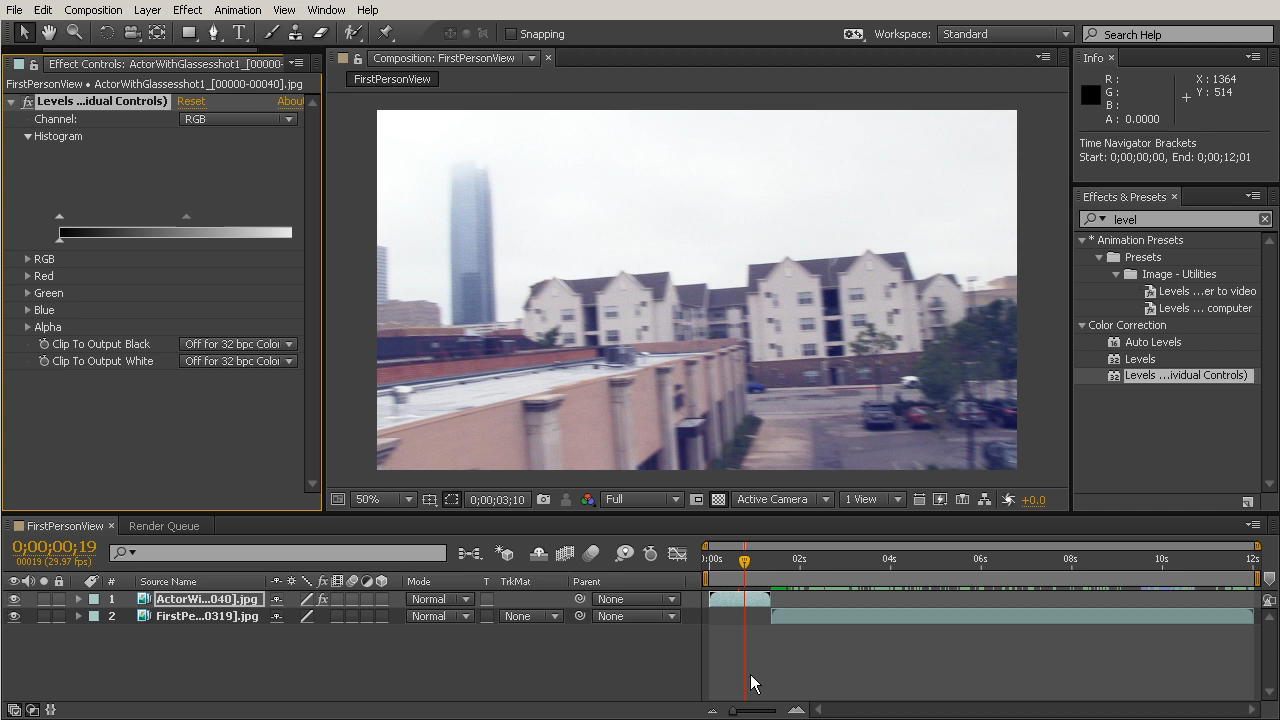 File Edit Composition Layer Effect Animation View Window Help
Snapping
Workspace: Standard
Search Help
Effect Controls: ActorWithGlassesshot1_[00000-
FirstPersonView • ActorWithGlassesshot1_[00000-00040].jpg
fx Levels ...idual Controls) Reset Abou
Channel: RGB
Histogram
RGB
Red
Green
Blue
Alpha
Clip To Output Black Off for 32 bpc Color
Clip To Output White Off for 32 bpc Color
Composition: FirstPersonView
FirstPersonView
50% 0;00;03;10 Full Active Camera 1 View +0.0
Info
R : X : 1364
G : Y : 514
B :
A : 0.0000
Time Navigator Brackets
Start: 0;00;00;00, End: 0;00;12;01
Effects & Presets
level
* Animation Presets
Presets
Image - Utilities
Levels ...er to video
Levels ... computer
Color Correction
Auto Levels
32 Levels
32 Levels ...ividual Controls)
FirstPersonView Render Queue
0;00;00;19
00019 (29.97 fps)
:00s 02s 04s 06s 08s 10s 12s
# Source Name fx Mode T TrkMat Parent
1 ActorWi...040].jpg fx Normal None
2 FirstPe...0319].jpg Normal None None